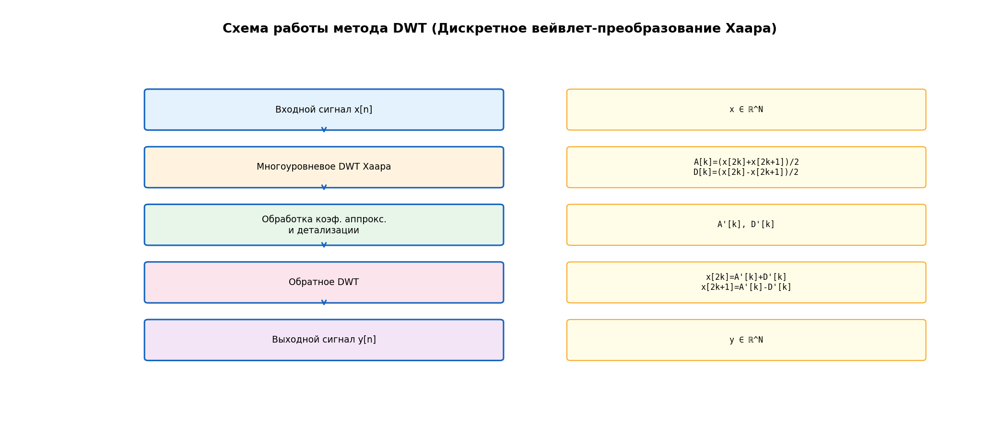 Схема работы метода DWT (Дискретное вейвлет-преобразование Хаара)
Входной сигнал x[n]
x ∈ ℝ^N
Многоуровневое DWT Хаара
A[k]=(x[2k]+x[2k+1])/2
D[k]=(x[2k]-x[2k+1])/2
Обработка коэф. аппрокс.
и детализации
A'[k], D'[k]
Обратное DWT
x[2k]=A'[k]+D'[k]
x[2k+1]=A'[k]-D'[k]
Выходной сигнал y[n]
y ∈ ℝ^N